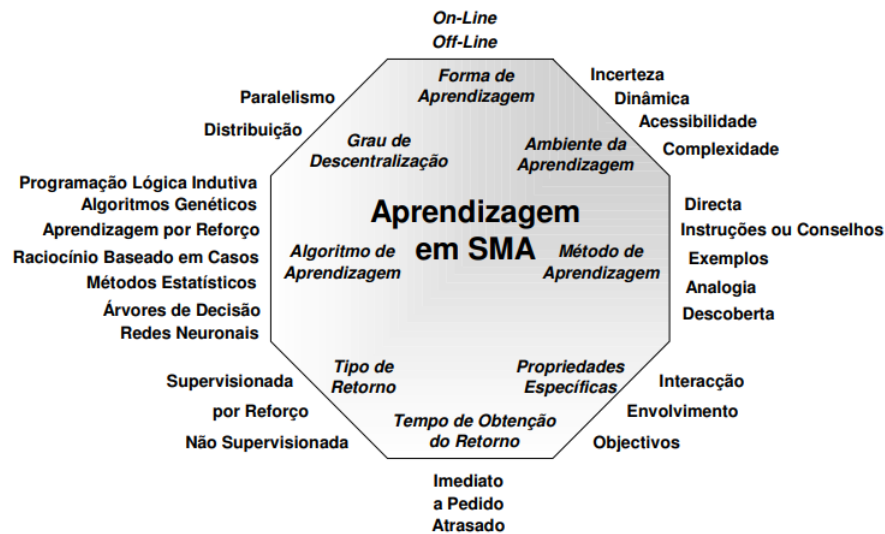 On-Line
Off-Line
Forma de
Aprendizagem
Incerteza
Dinâmica
Acessibilidade
Complexidade
Ambiente da
Aprendizagem
Paralelismo
Distribuição
Grau de
Descentralização
Aprendizagem
em SMA
Programação Lógica Indutiva
Algoritmos Genéticos
Aprendizagem por Reforço
Raciocínio Baseado em Casos
Métodos Estatísticos
Árvores de Decisão
Redes Neuronais
Algoritmo de
Aprendizagem
Método de
Aprendizagem
Directa
Instruções ou Conselhos
Exemplos
Analogia
Descoberta
Tipo de
Retorno
Supervisionada
por Reforço
Não Supervisionada
Propriedades
Específicas
Interacção
Envolvimento
Objectivos
Tempo de Obtenção
do Retorno
Imediato
a Pedido
Atrasado